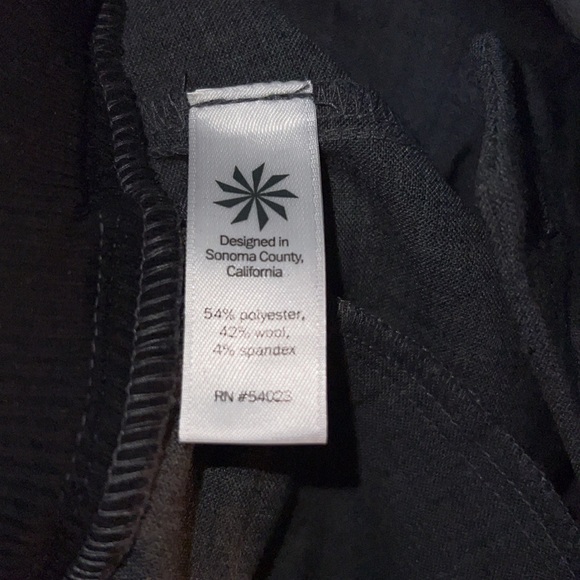 Designed in
Sonoma County,
California
54% polyester,
42% wool,
4% spandex
RN #54023